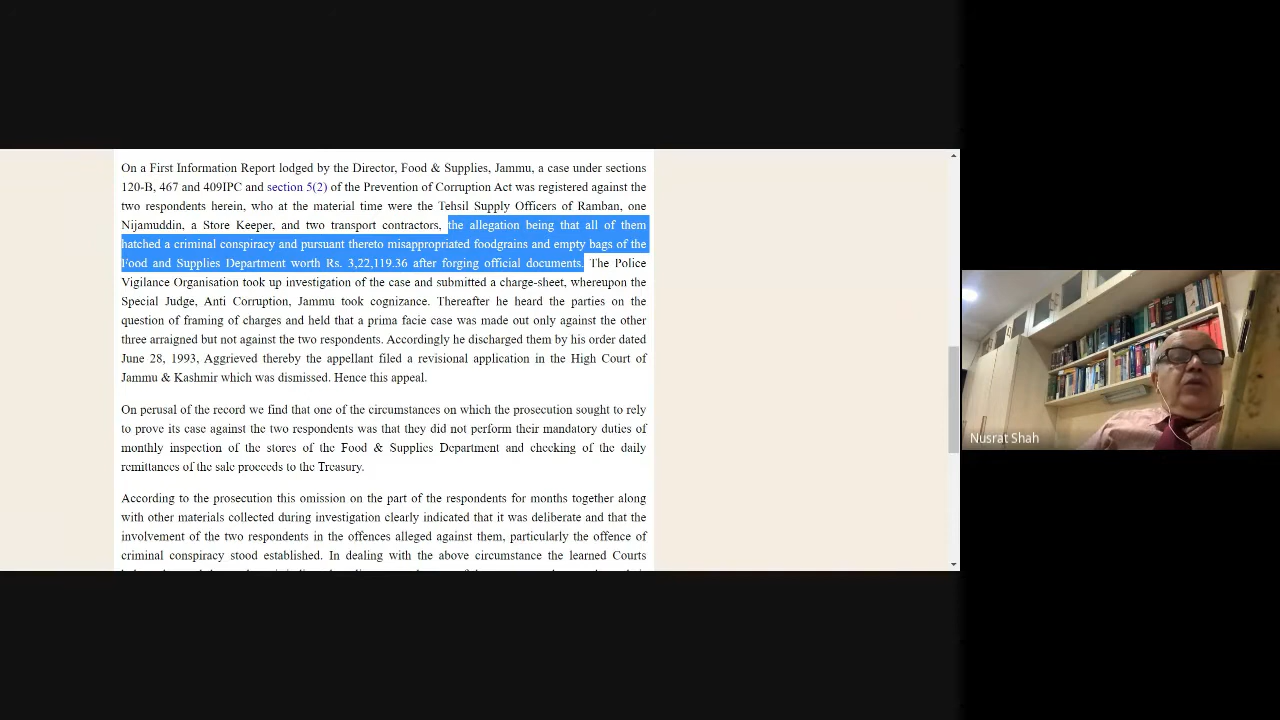 On a First Information Report lodged by the Director, Food & Supplies, Jammu, a case under sections
120-B, 467 and 409IPC and section 5(2) of the Prevention of Corruption Act was registered against the
two respondents herein, who at the material time were the Tehsil Supply Officers of Ramban, one
Nijamuddin, a Store Keeper, and two transport contractors, the allegation being that all of them
hatched a criminal conspiracy and pursuant thereto misappropriated foodgrains and empty bags of the
Food and Supplies Department worth Rs. 3,22,119.36 after forging official documents. The Police
Vigilance Organisation took up investigation of the case and submitted a charge-sheet, whereupon the
Special Judge, Anti Corruption, Jammu took cognizance. Thereafter he heard the parties on the
question of framing of charges and held that a prima facie case was made out only against the other
three arraigned but not against the two respondents. Accordingly he discharged them by his order dated
June 28, 1993, Aggrieved thereby the appellant filed a revisional application in the High Court of
Jammu & Kashmir which was dismissed. Hence this appeal.
On perusal of the record we find that one of the circumstances on which the prosecution sought to rely
to prove its case against the two respondents was that they did not perform their mandatory duties of
monthly inspection of the stores of the Food & Supplies Department and checking of the daily
remittances of the sale proceeds to the Treasury.
According to the prosecution this omission on the part of the respondents for months together along
with other materials collected during investigation clearly indicated that it was deliberate and that the
involvement of the two respondents in the offences alleged against them, particularly the offence of
criminal conspiracy stood established. In dealing with the above circumstance the learned Courts
Nusrat Shah